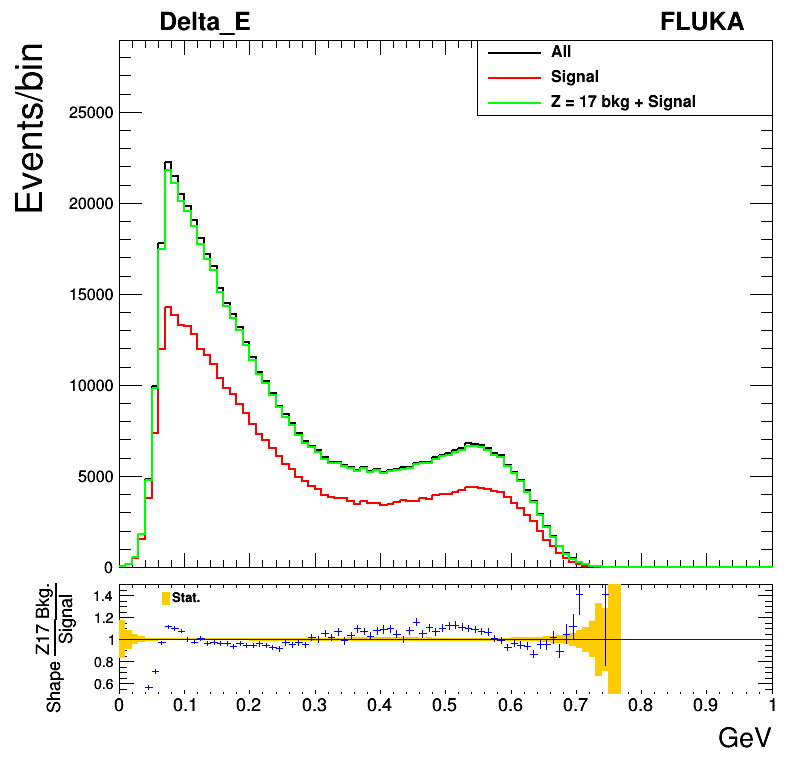 Delta_E FLUKA
Events/bin
All
Signal
Z = 17 bkg + Signal
25000
20000
15000
10000
5000
0
Shape Z17 Bkg. Signal
Stat.
1.4
1.2
1
0.8
0.6
0 0.1 0.2 0.3 0.4 0.5 0.6 0.7 0.8 0.9 1
GeV